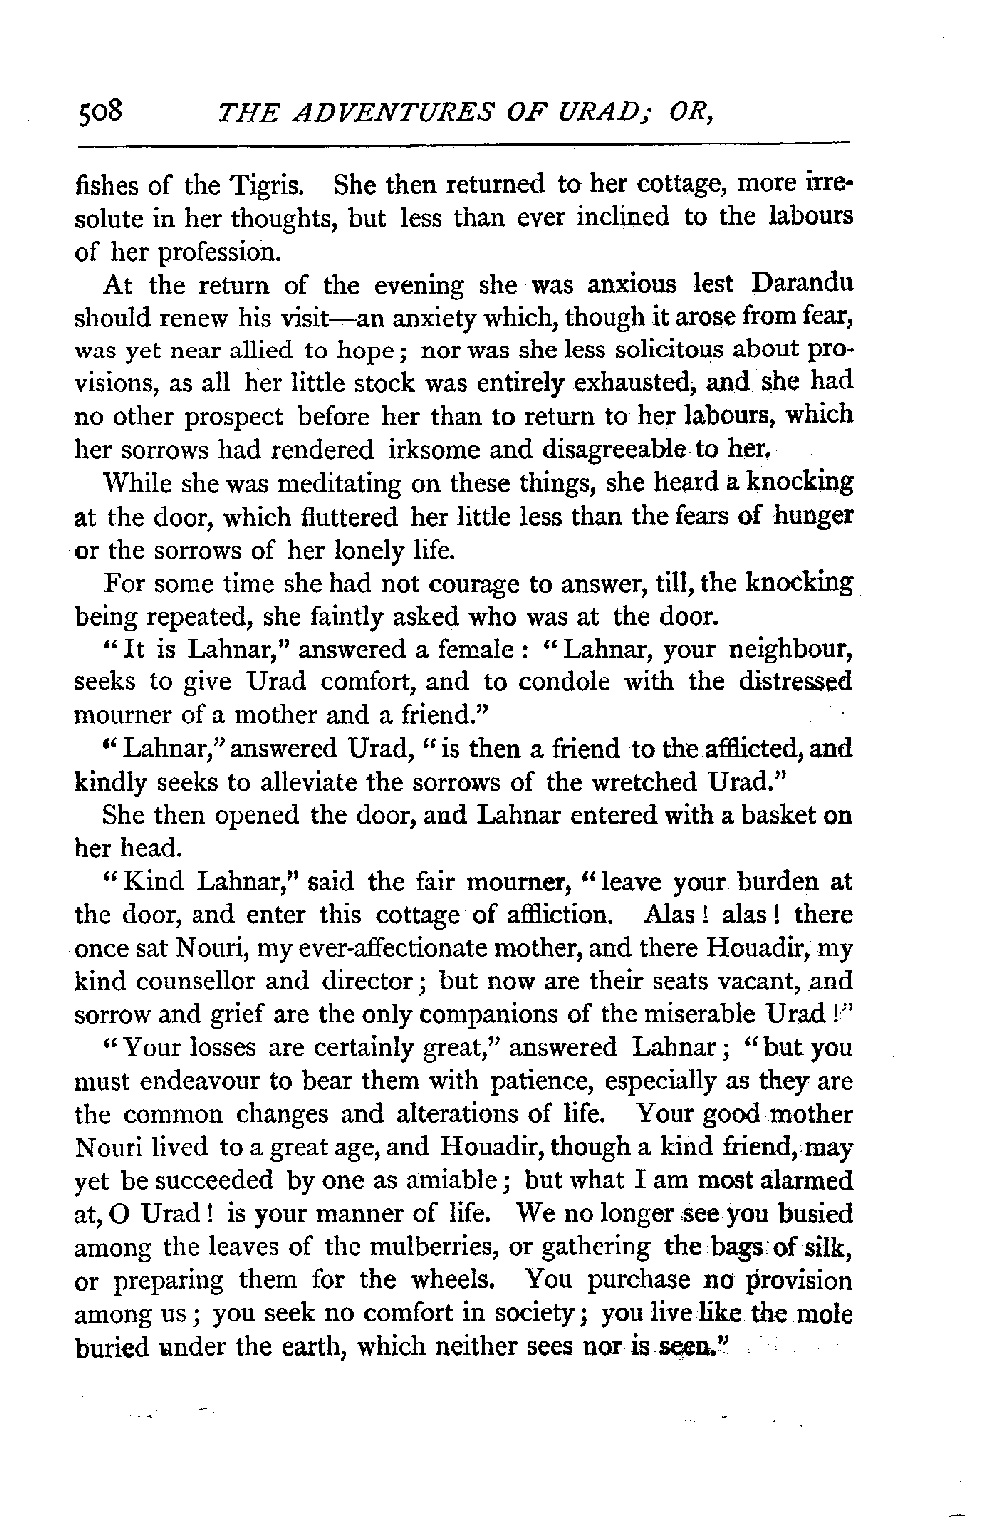 508 THE ADVENTURES OF URAD; OR,
fishes of the Tigris. She then returned to her cottage, more irre-
solute in her thoughts, but less than ever inclined to the labours
of her profession.
At the return of the evening she was anxious lest Darandu
should renew his visit—an anxiety which, though it arose from fear,
was yet near allied to hope; nor was she less solicitous about pro-
visions, as all her little stock was entirely exhausted, and she had
no other prospect before her than to return to her labours, which
her sorrows had rendered irksome and disagreeable to her.
While she was meditating on these things, she heard a knocking
at the door, which fluttered her little less than the fears of hunger
or the sorrows of her lonely life.
For some time she had not courage to answer, till, the knocking
being repeated, she faintly asked who was at the door.
"It is Lahnar," answered a female: "Lahnar, your neighbour,
seeks to give Urad comfort, and to condole with the distressed
mourner of a mother and a friend."
"Lahnar," answered Urad, "is then a friend to the afflicted, and
kindly seeks to alleviate the sorrows of the wretched Urad."
She then opened the door, and Lahnar entered with a basket on
her head.
"Kind Lahnar," said the fair mourner, "leave your burden at
the door, and enter this cottage of affliction. Alas! alas! there
once sat Nouri, my ever-affectionate mother, and there Houadir, my
kind counsellor and director; but now are their seats vacant, and
sorrow and grief are the only companions of the miserable Urad!"
"Your losses are certainly great," answered Lahnar; "but you
must endeavour to bear them with patience, especially as they are
the common changes and alterations of life. Your good mother
Nouri lived to a great age, and Houadir, though a kind friend, may
yet be succeeded by one as amiable; but what I am most alarmed
at, O Urad! is your manner of life. We no longer see you busied
among the leaves of the mulberries, or gathering the bags of silk,
or preparing them for the wheels. You purchase no provision
among us; you seek no comfort in society; you live like the mole
buried under the earth, which neither sees nor is seen."